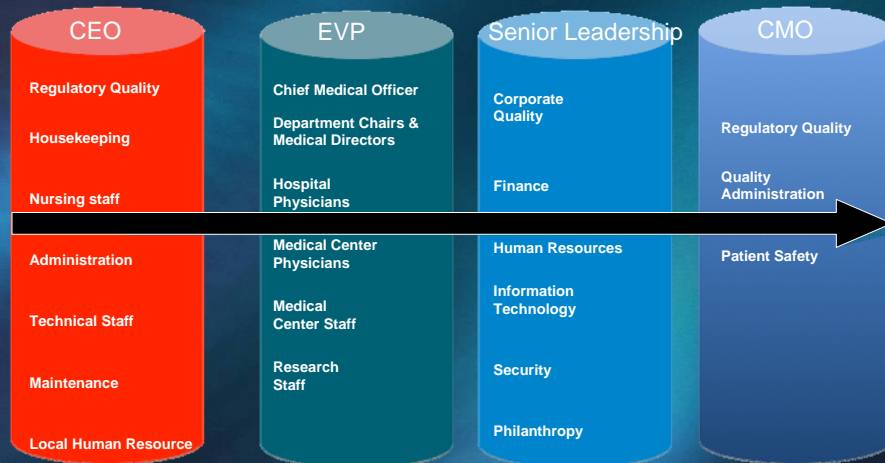 CEO
Regulatory Quality
Housekeeping
Nursing staff
Administration
Technical Staff
Maintenance
Local Human Resource
EVP
Chief Medical Officer
Department Chairs &
Medical Directors
Hospital
Physicians
Medical Center
Physicians
Medical
Center Staff
Research
Staff
Senior Leadership
Corporate
Quality
Finance
Human Resources
Information
Technology
Security
Philanthropy
CMO
Regulatory Quality
Quality
Administration
Patient Safety